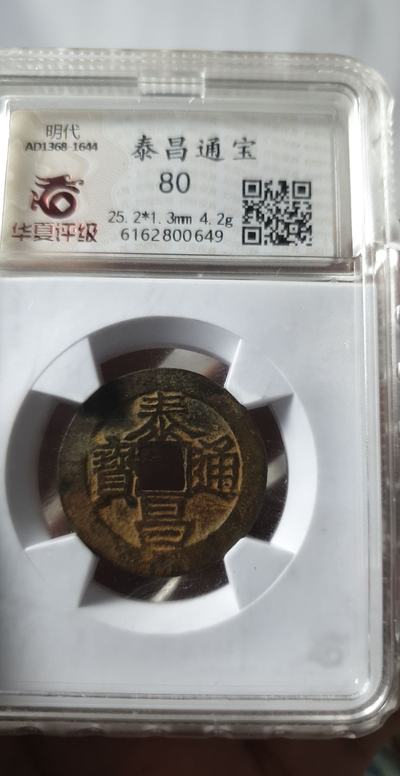 明代
AD1368-1644
泰昌通宝
80
华夏评级
25.2*1.3mm 4.2g
6162800649
泰
寶 通
昌